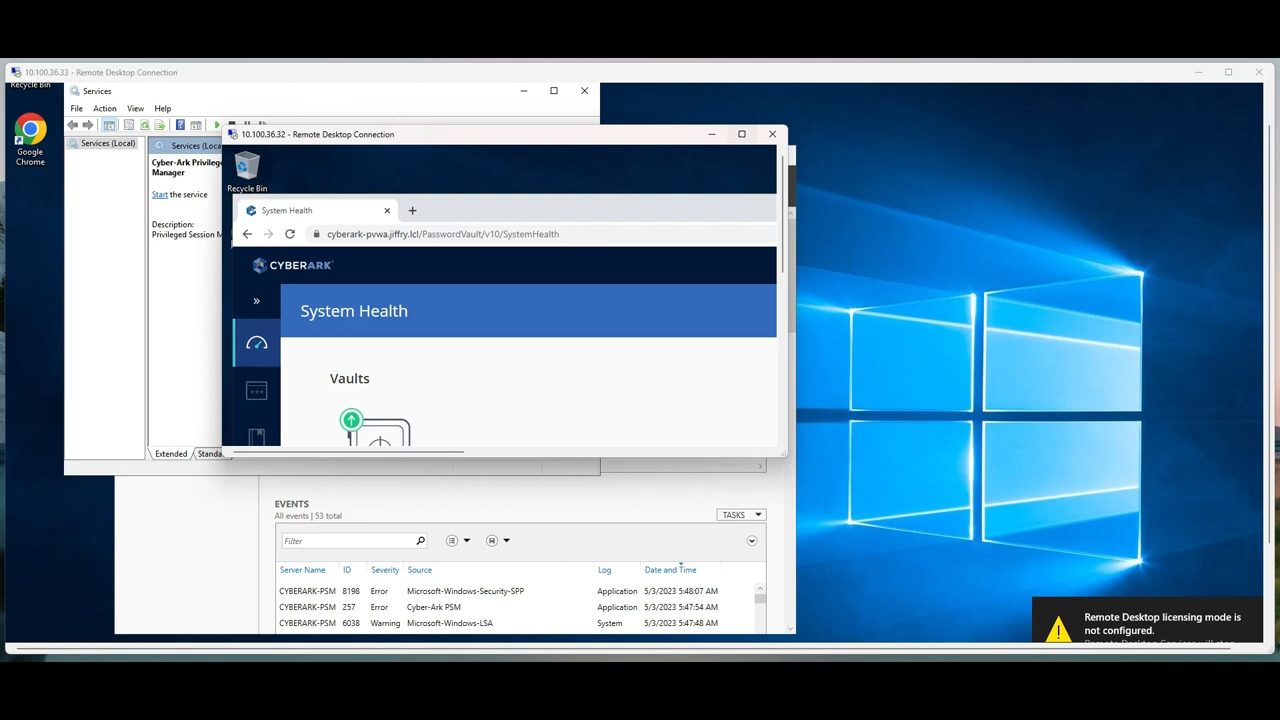 10.100.36.33 - Remote Desktop Connection
Recycle Bin
Google
Chrome
Services
File Action View Help
Services (Local)
Services (Loca
Cyber-Ark Privileg
Manager
Start the service
Description:
Privileged Session M
Extended Standa
10.100.36.32 - Remote Desktop Connection
Recycle Bin
System Health
cyberark-pvwa.jiffry.lcl/PasswordVault/v10/SystemHealth
CYBERARK
System Health
Vaults
EVENTS
All events | 53 total
TASKS
Filter
Server Name ID Severity Source Log Date and Time
CYBERARK-PSM 8198 Error Microsoft-Windows-Security-SPP Application 5/3/2023 5:48:07 AM
CYBERARK-PSM 257 Error Cyber-Ark PSM Application 5/3/2023 5:47:54 AM
CYBERARK-PSM 6038 Warning Microsoft-Windows-LSA System 5/3/2023 5:47:48 AM
Remote Desktop licensing mode is
not configured.
Remote Desktop Services will stop